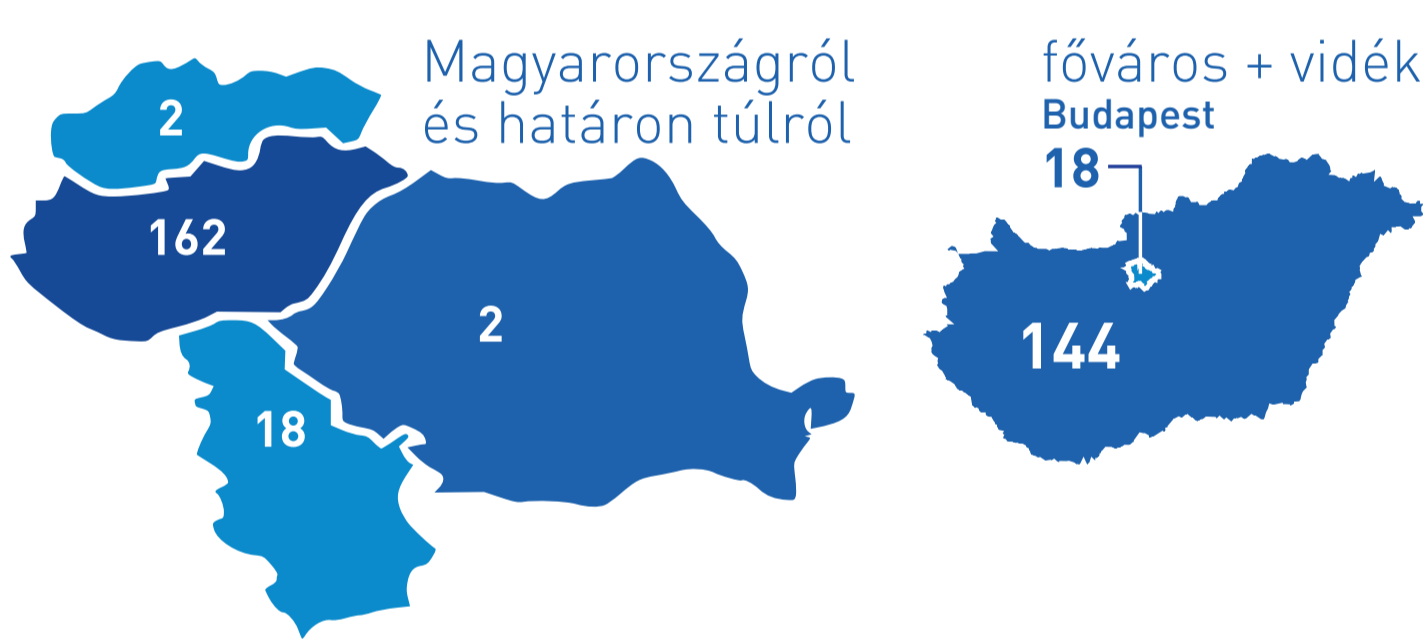 Magyarországról
és határon túlról
2
162
2
18
főváros + vidék
Budapest
18
144